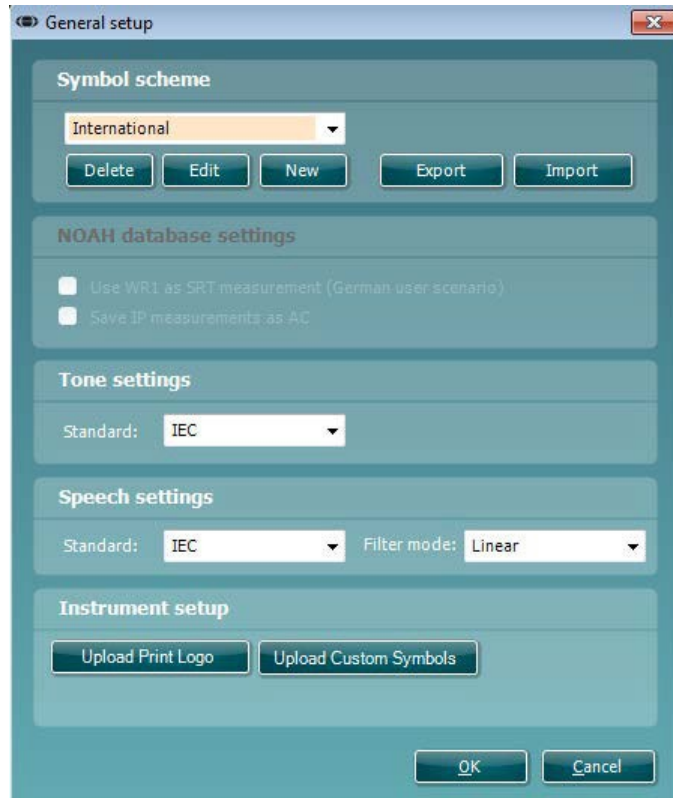 General setup
Symbol scheme
International
Delete Edit New Export Import
NOAH database settings
Use WR1 as SRT measurement (German user scenario)
Save IP measurements as AC
Tone settings
Standard: IEC
Speech settings
Standard: IEC Filter mode: Linear
Instrument setup
Upload Print Logo Upload Custom Symbols
OK Cancel